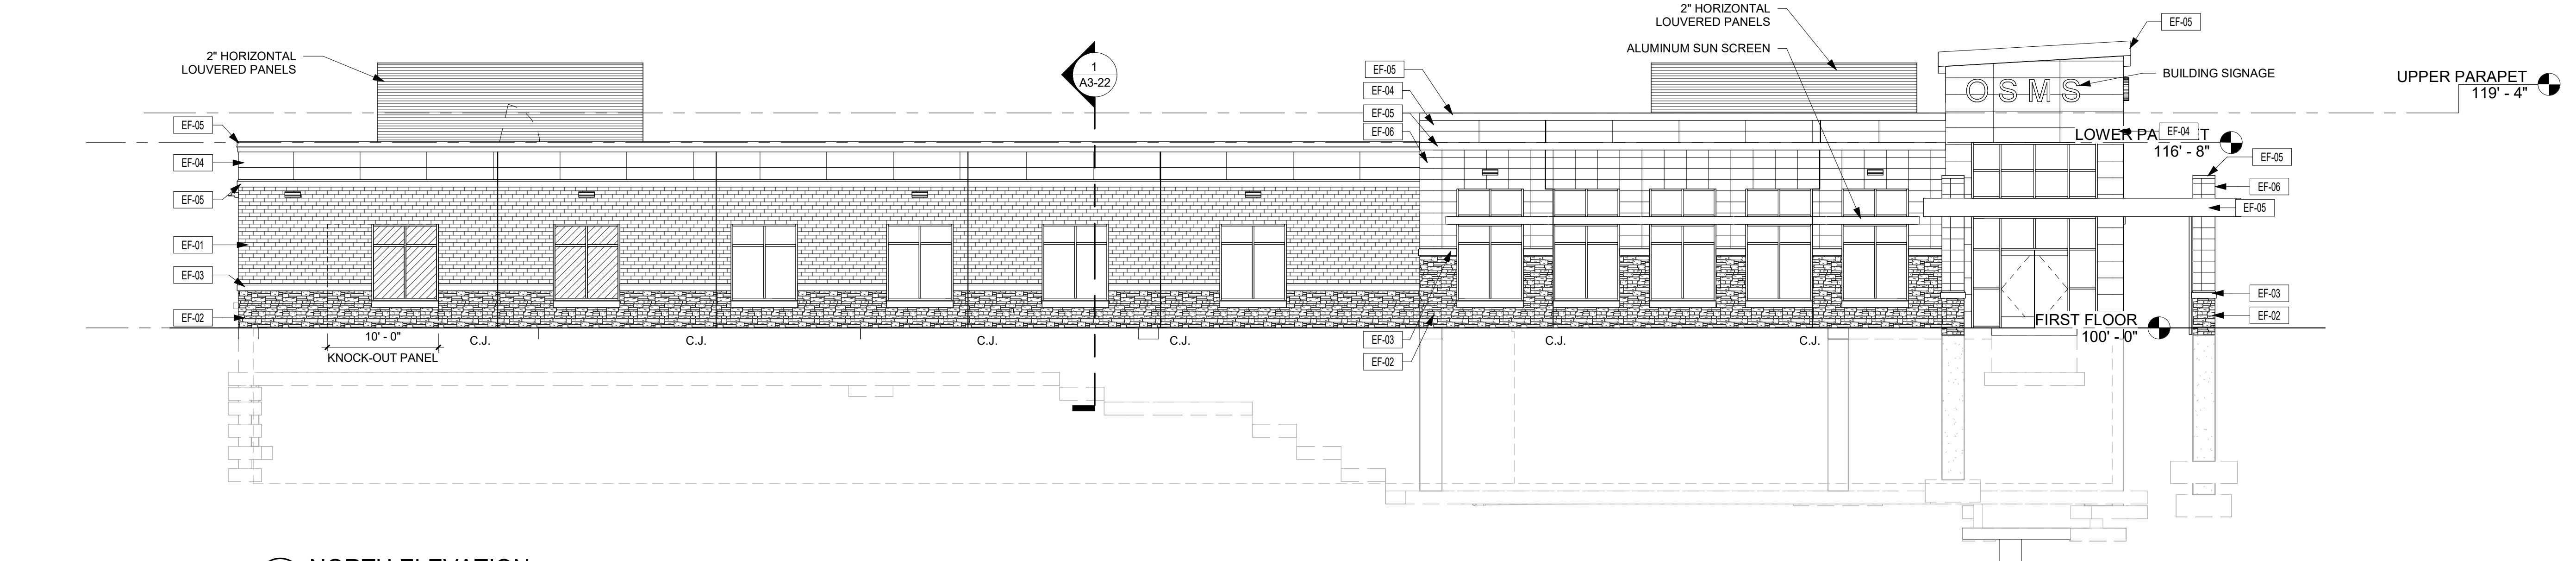 2" HORIZONTAL
LOUVERED PANELS
2" HORIZONTAL
LOUVERED PANELS
ALUMINUM SUN SCREEN
EF-05
BUILDING SIGNAGE
OSMS
UPPER PARAPET
119' - 4"
1
A3-22
EF-05
EF-04
EF-05
EF-06
EF-05
EF-04
EF-05
EF-01
EF-03
EF-02
EF-04
116' - 8"
EF-05
EF-06
EF-05
EF-03
EF-02
FIRST FLOOR
100' - 0"
10' - 0"
KNOCK-OUT PANEL
C.J.
C.J.
C.J.
C.J.
EF-03
EF-02
C.J.
C.J.
LOWER PA T
NORTH ELEVATION